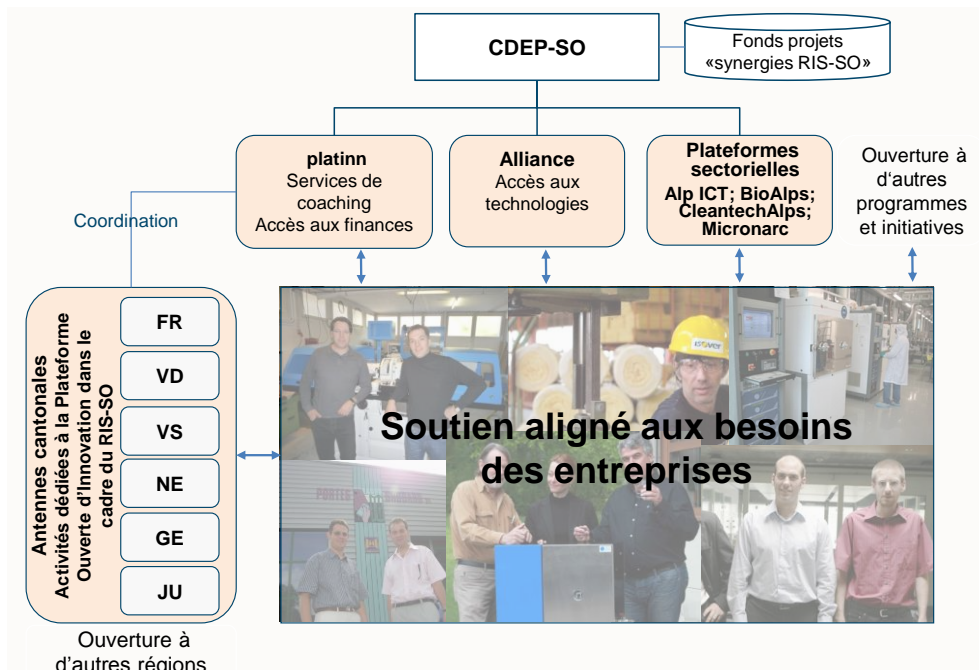 CDEP-SO
Fonds projets
«synergies RIS-SO»
platinn
Services de
coaching
Accès aux finances
Alliance
Accès aux
technologies
Plateformes
sectorielles
Alp ICT; BioAlps;
CleantechAlps;
Micronarc
Ouverture à
d'autres
programmes
et initiatives
Coordination
Antennes cantonales
Activités dédiées à la Plateforme
Ouverte d'Innovation dans le
cadre du RIS-SO
FR
VD
VS
NE
GE
JU
isover
Soutien aligné aux besoins
des entreprises
Ouverture à
d'autres régions